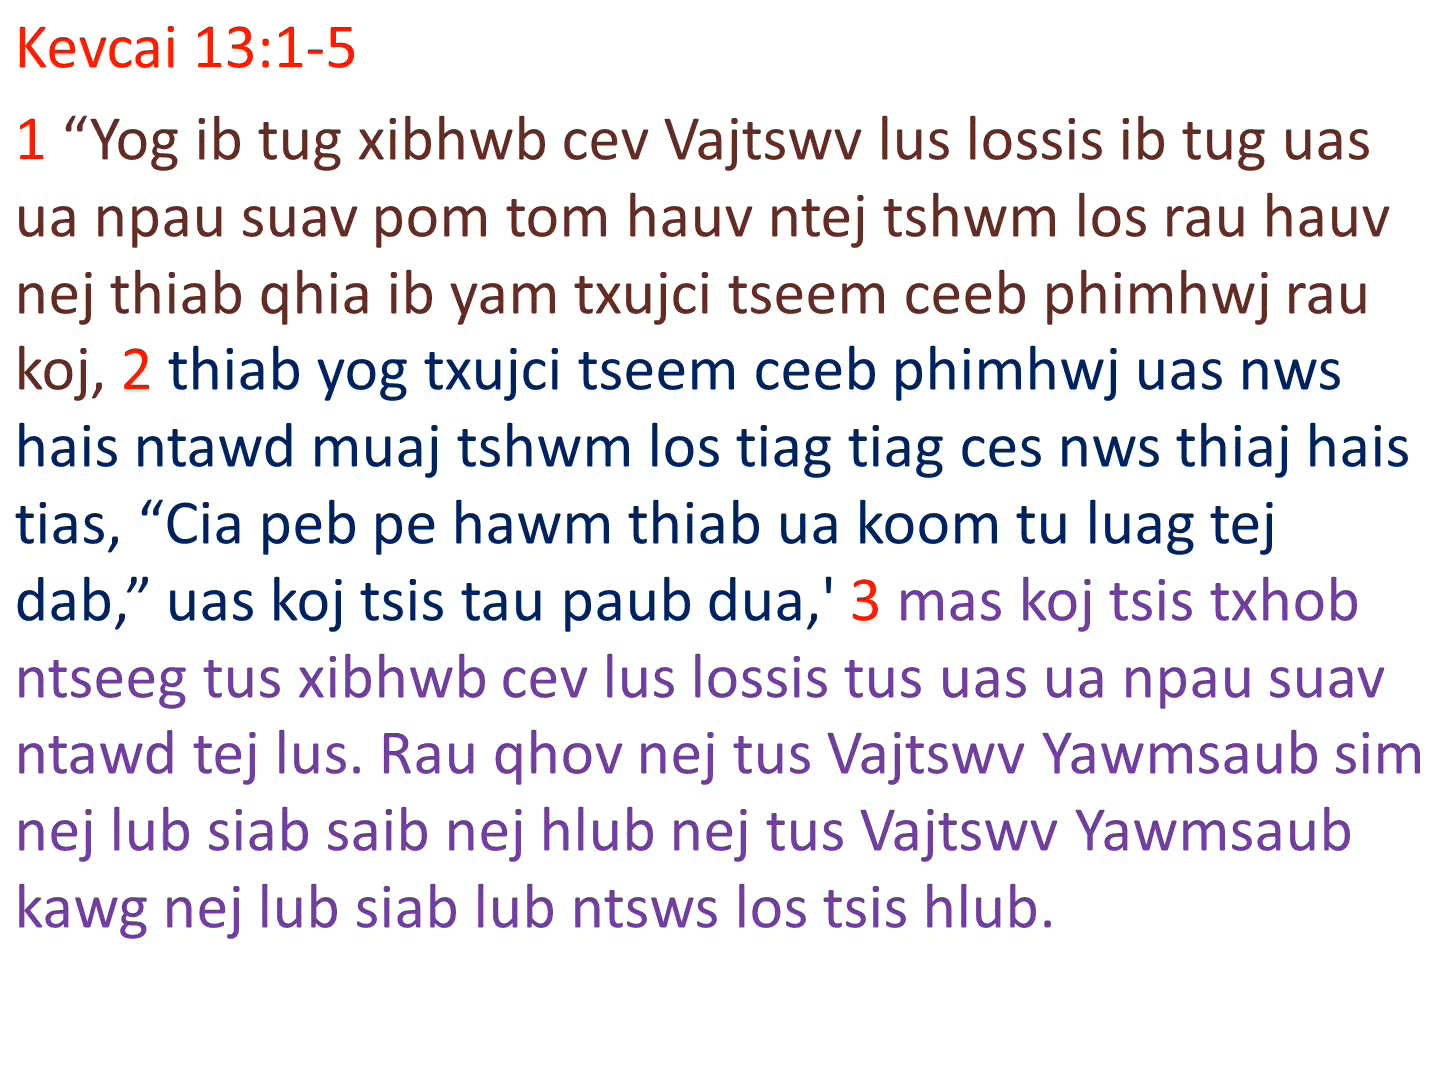 Kevcai 13:1-5
1 “Yog ib tug xibhwb cev Vajtswv lus lossis ib tug uas
ua npau suav pom tom hauv ntej tshwm los rau hauv
nej thiab qhia ib yam txujci tseem ceeb phimhwj rau
koj, 2 thiab yog txujci tseem ceeb phimhwj uas nws
hais ntawd muaj tshwm los tiag tiag ces nws thiaj hais
tias, “Cia peb pe hawm thiab ua koom tu luag tej
dab,” uas koj tsis tau paub dua,' 3 mas koj tsis txhob
ntseeg tus xibhwb cev lus lossis tus uas ua npau suav
ntawd tej lus. Rau qhov nej tus Vajtswv Yawmsaub sim
nej lub siab saib nej hlub nej tus Vajtswv Yawmsaub
kawg nej lub siab lub ntsws los tsis hlub.